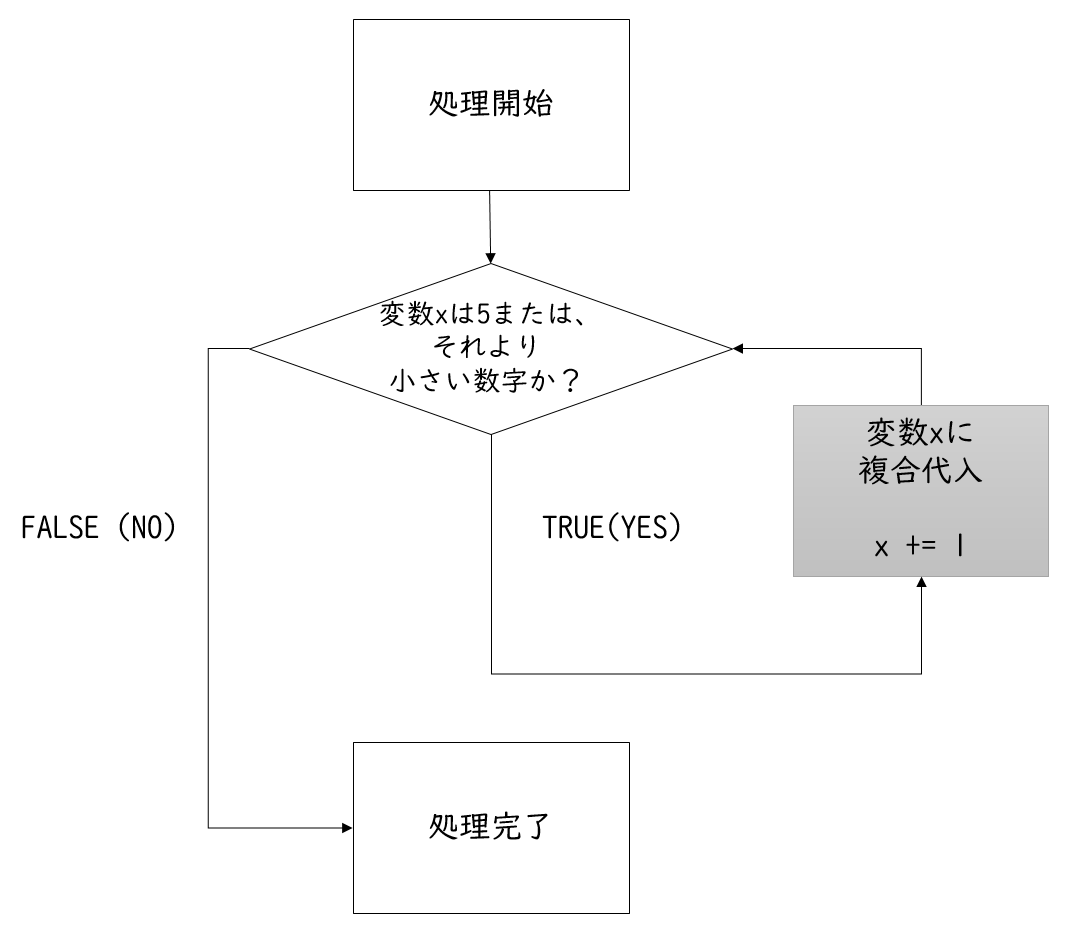 処理開始
変数xは5または、
それより
小さい数字か？
変数xに
複合代入
x += 1
FALSE (NO)
TRUE(YES)
処理完了